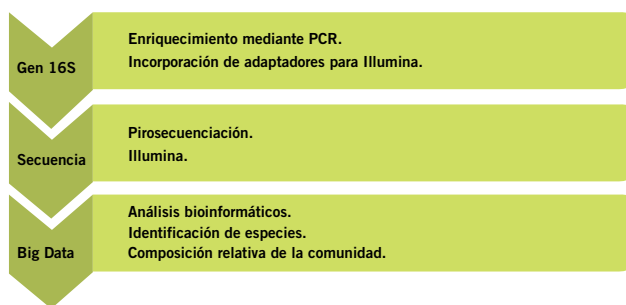 Gen 16S
Enriquecimiento mediante PCR.
Incorporación de adaptadores para Illumina.
Secuencia
Pirosecuenciación.
Illumina.
Big Data
Análisis bioinformáticos.
Identificación de especies.
Composición relativa de la comunidad.